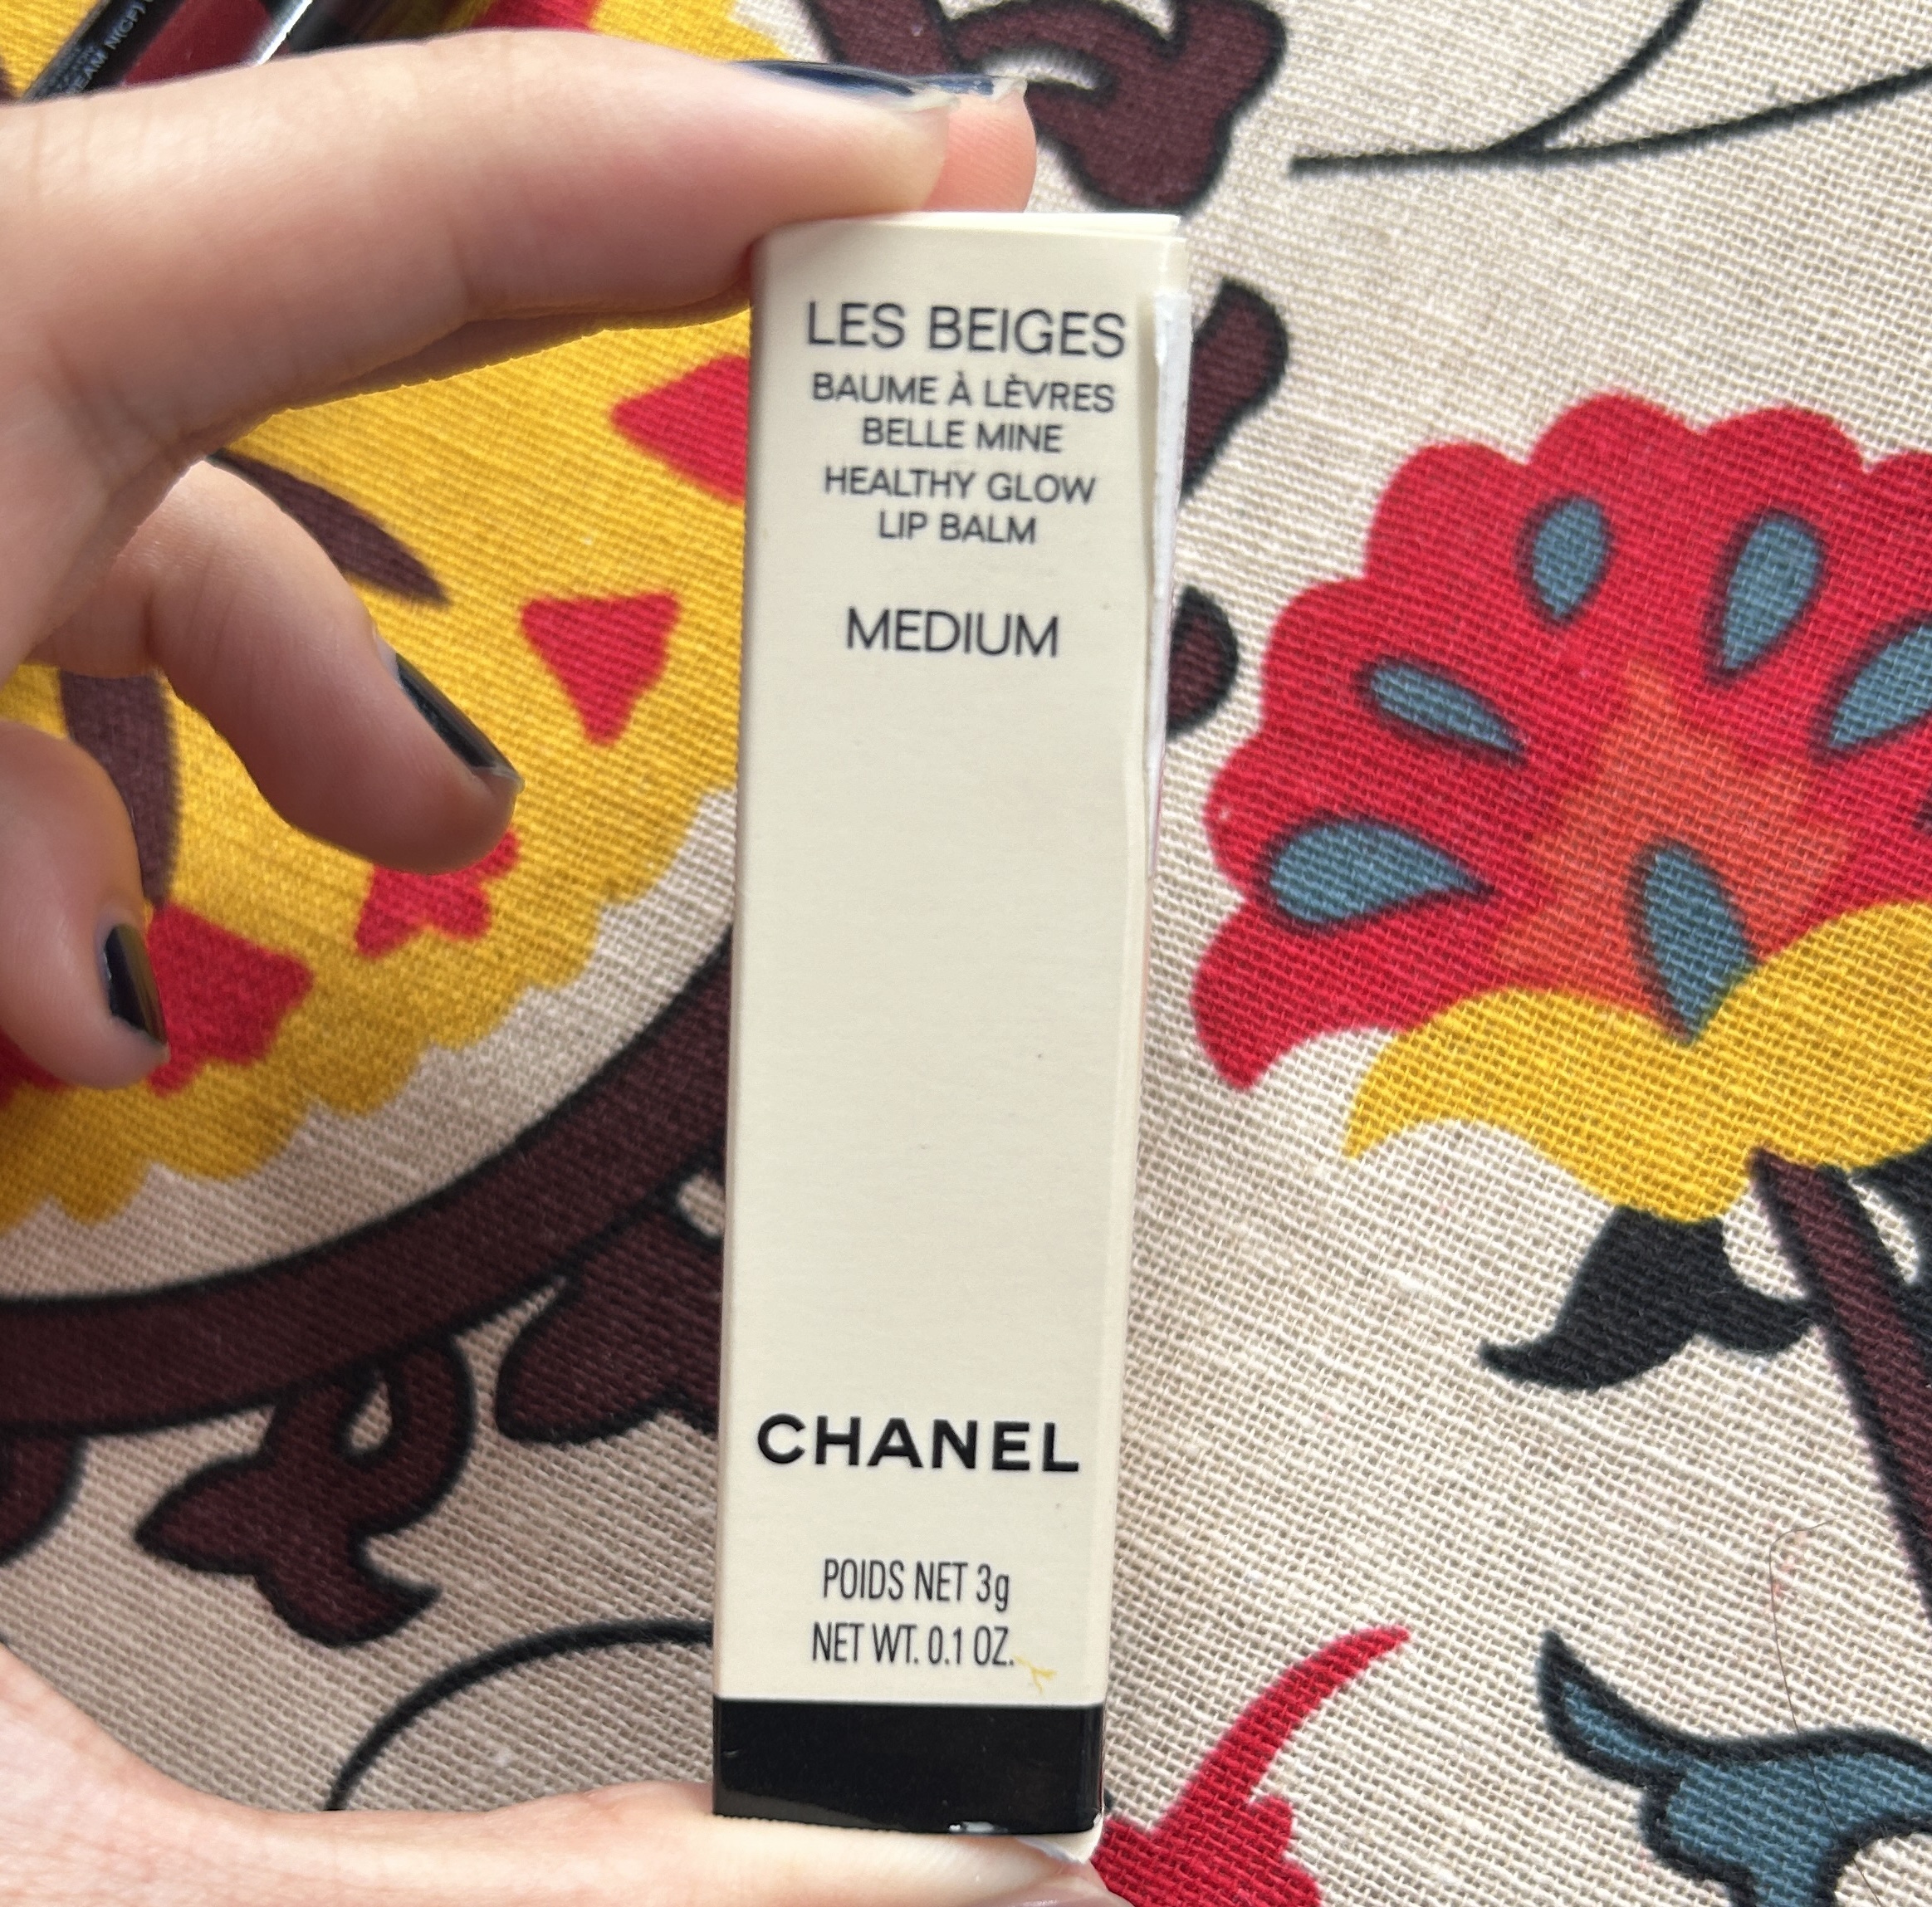 LES BEIGES
BAUME À LÈVRES
BELLE MINE
HEALTHY GLOW
LIP BALM
MEDIUM
CHANEL
POIDS NET 3g
NET WT. 0.1 OZ.